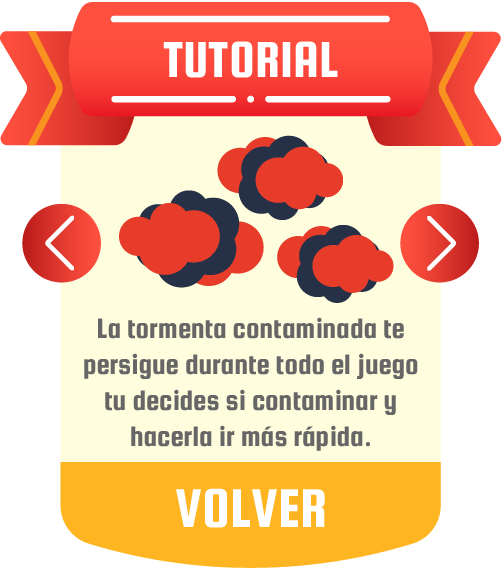 TUTORIAL
La tormenta contaminada te
persigue durante todo el juego
tu decides si contaminar y
hacerla ir más rápida.
VOLVER